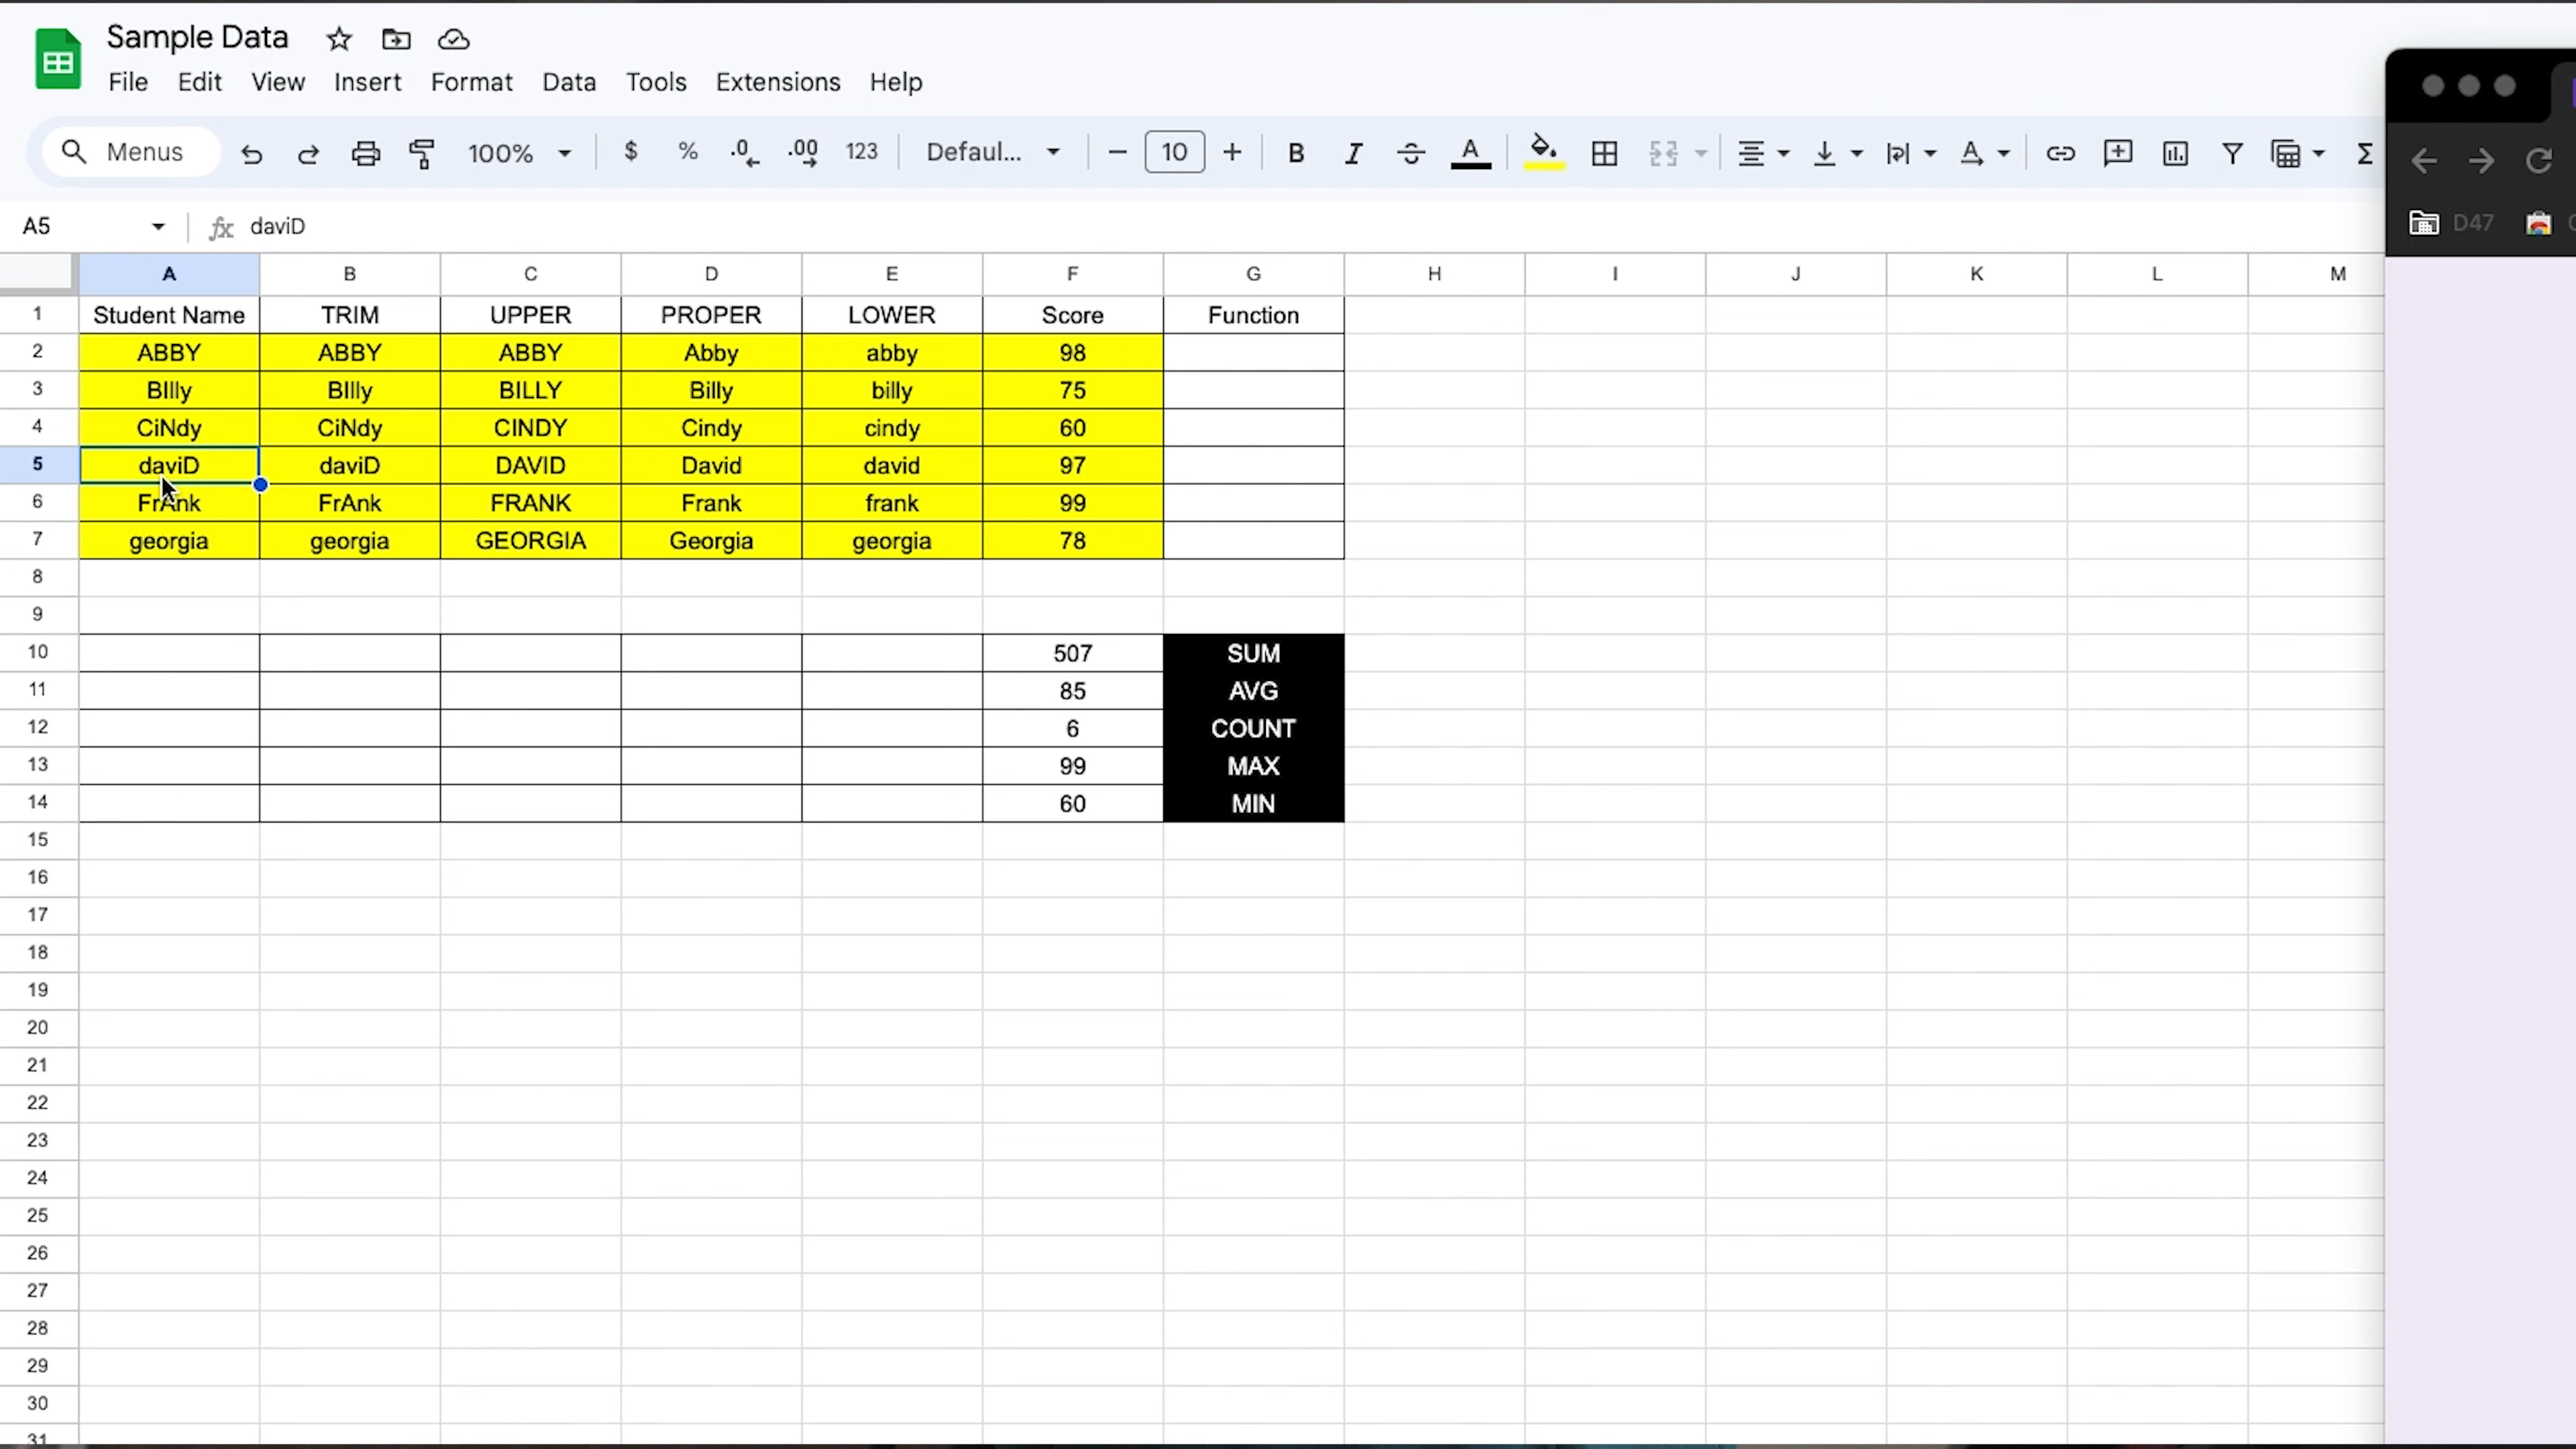 Sample Data
File Edit View Insert Format Data Tools Extensions Help
Menus 100% $ % .0 .00 123 Defaul... 10 B I A Σ
D47
A5 fx daviD
A B C D E F G H I J K L M
1 Student Name TRIM UPPER PROPER LOWER Score Function
2 ABBY ABBY ABBY Abby abby 98
3 BIlly BIlly BILLY Billy billy 75
4 CiNdy CiNdy CINDY Cindy cindy 60
5 daviD daviD DAVID David david 97
6 FrAnk FrAnk FRANK Frank frank 99
7 georgia georgia GEORGIA Georgia georgia 78
8
9
10 507 SUM
11 85 AVG
12 6 COUNT
13 99 MAX
14 60 MIN
15
16
17
18
19
20
21
22
23
24
25
26
27
28
29
30
31